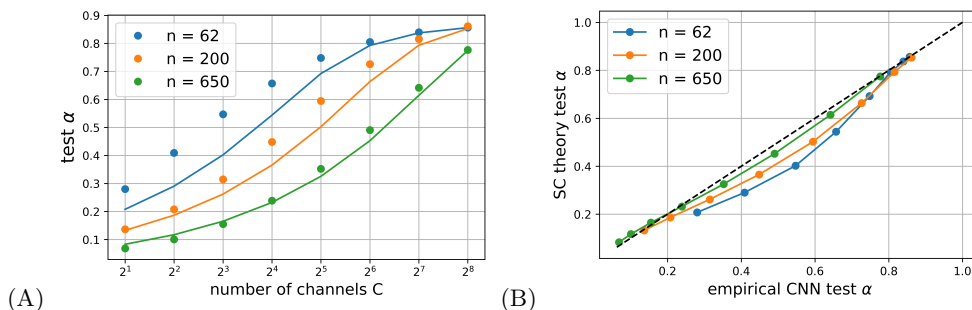 0.9
0.8
0.7
0.6
0.5
0.4
0.3
0.2
0.1
test α
n = 62
n = 200
n = 650
2¹ 2² 2³ 2⁴ 2⁵ 2⁶ 2⁷ 2⁸
number of channels C
(A)
1.0
0.8
0.6
0.4
0.2
SC theory test α
n = 62
n = 200
n = 650
0.2 0.4 0.6 0.8 1.0
empirical CNN test α
(B)